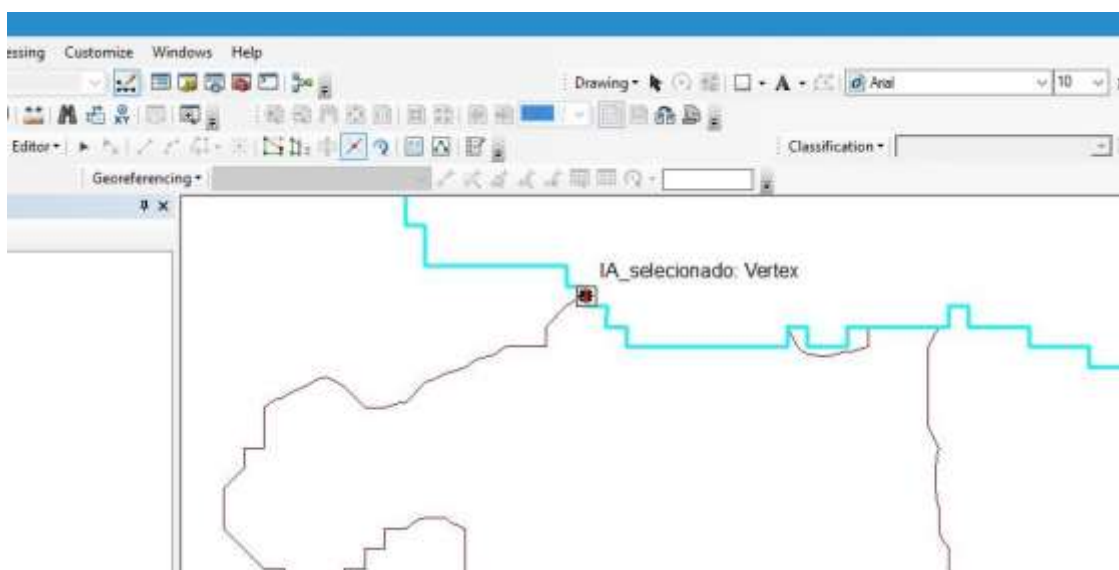 essing Customize Windows Help
Drawing A Arial 10
Editor Classification
Georeferencing
IA_selecionado: Vertex